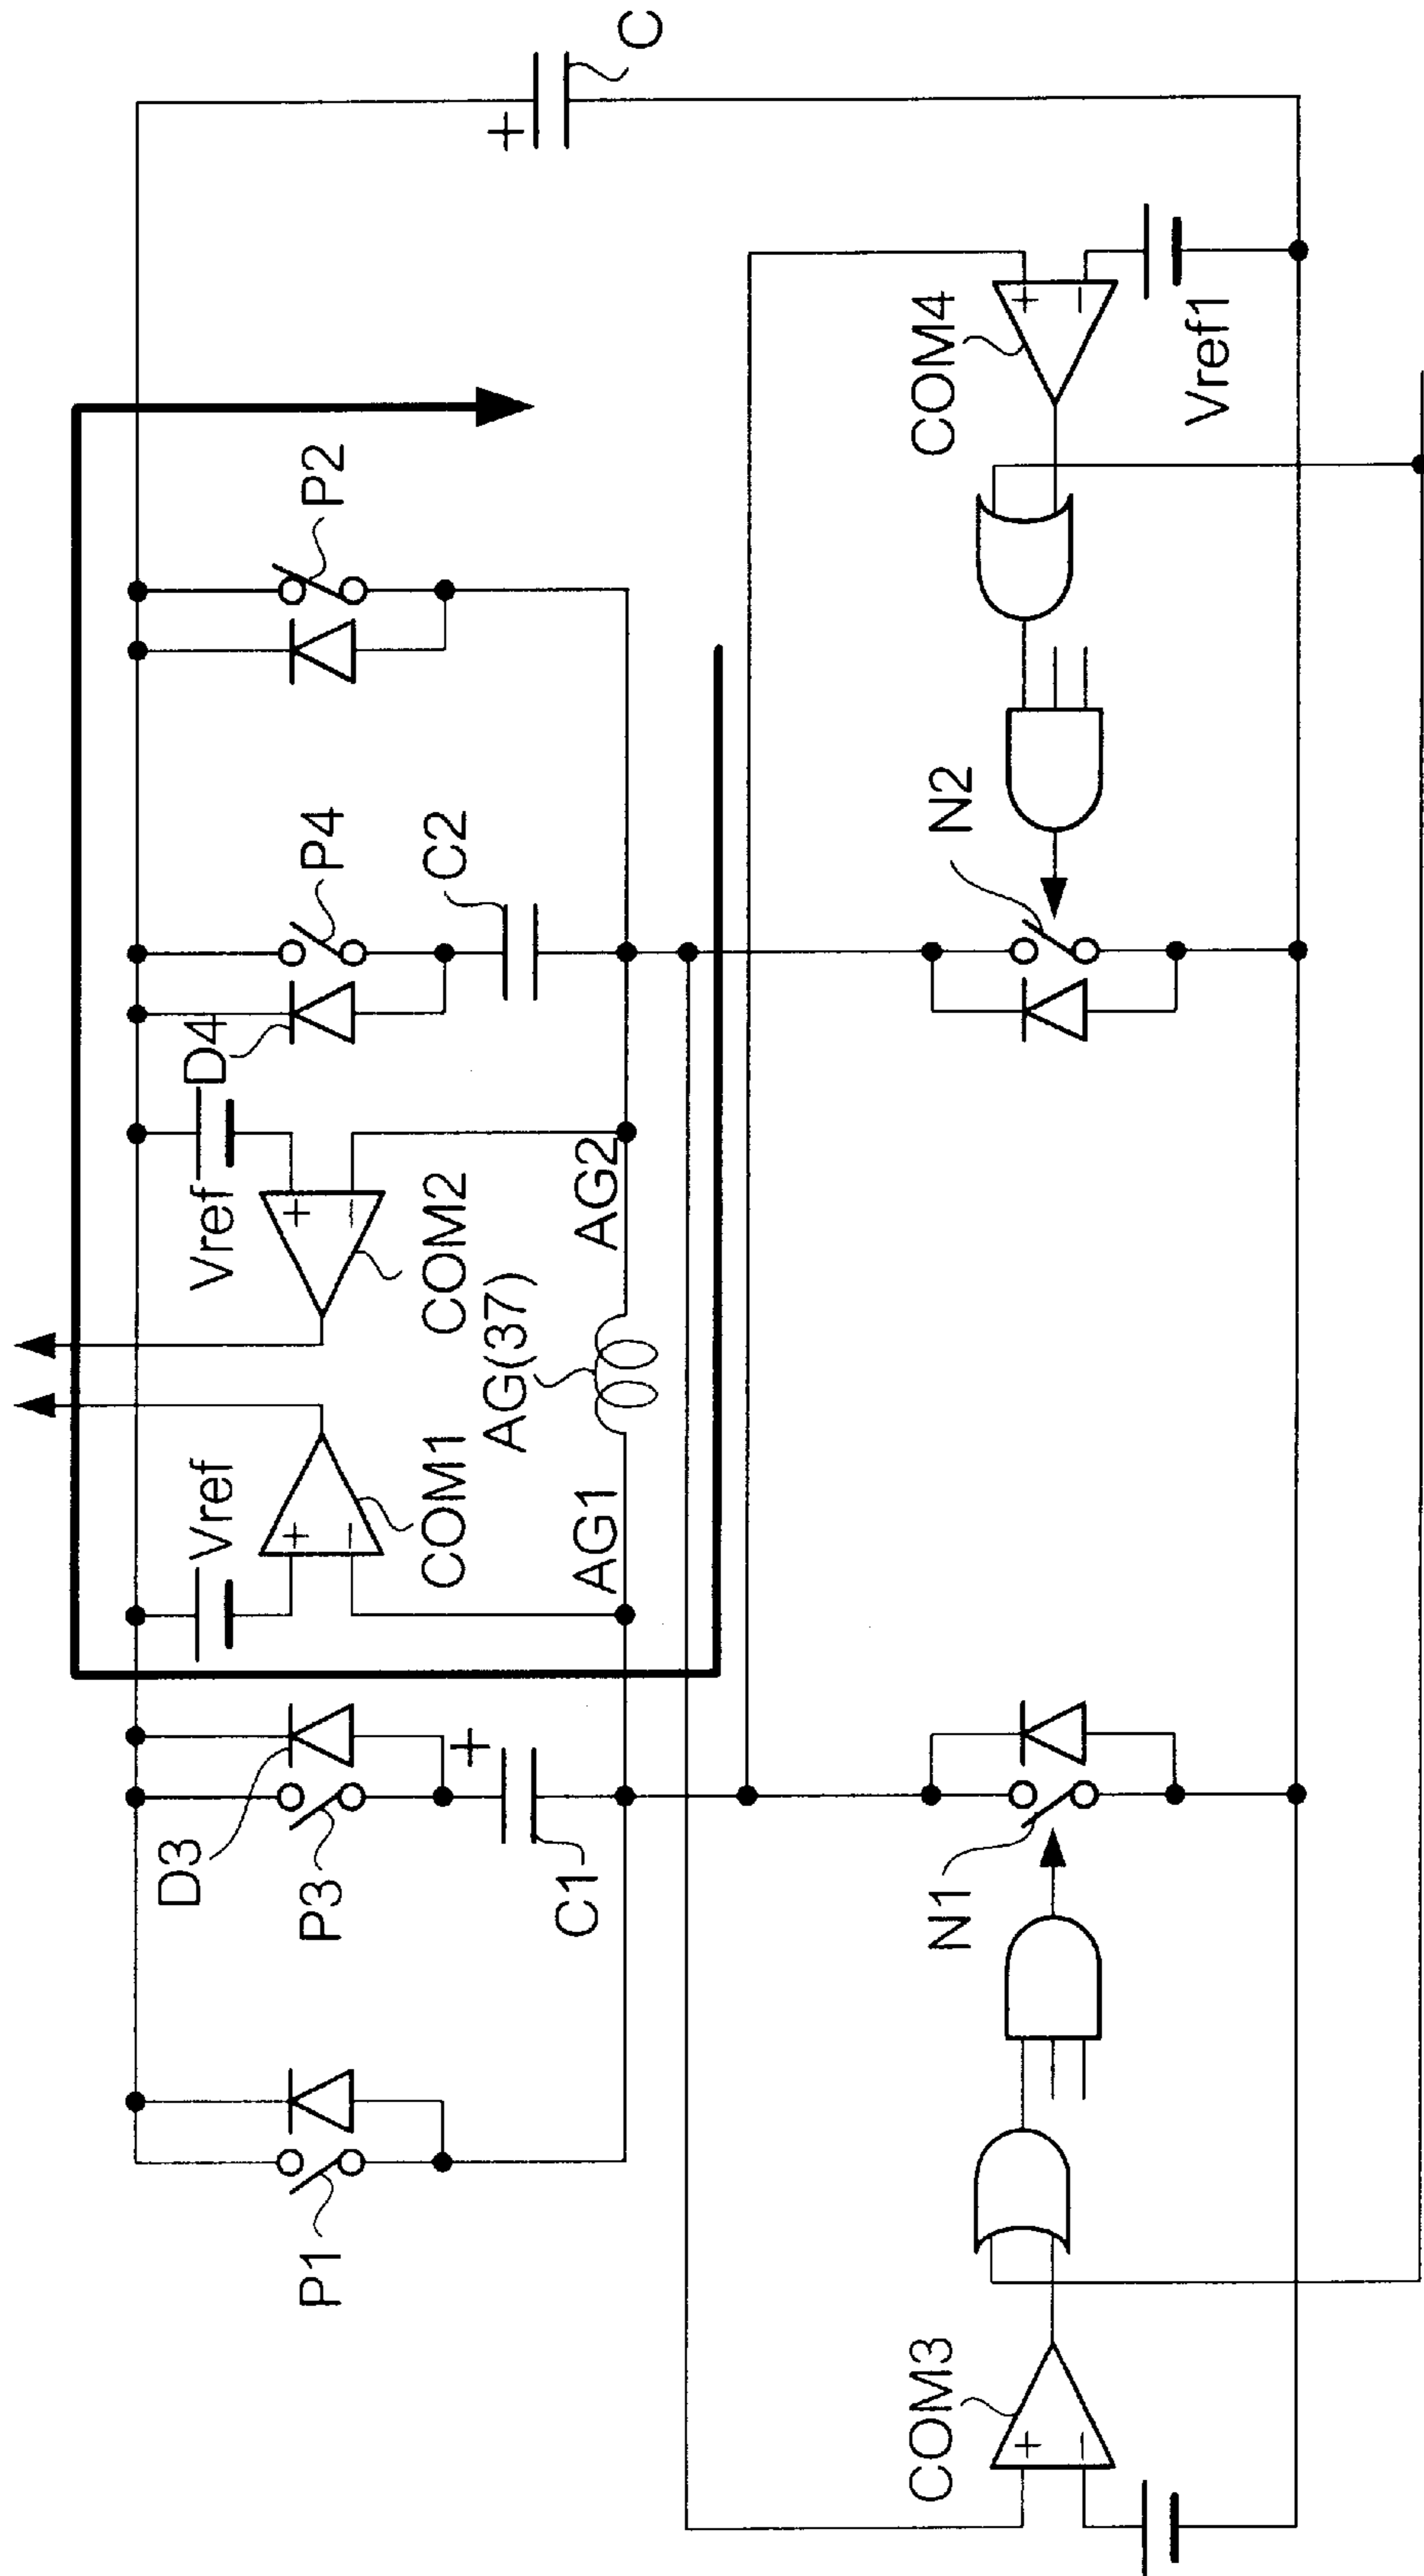 P1
D3
P3
C1
+
Vref
+
−
COM1
AG1
AG(37)
AG2
Vref
+
−
COM2
D4
P4
C2
P2
+
C
COM3
+
−
N1
N2
COM4
+
−
Vref1